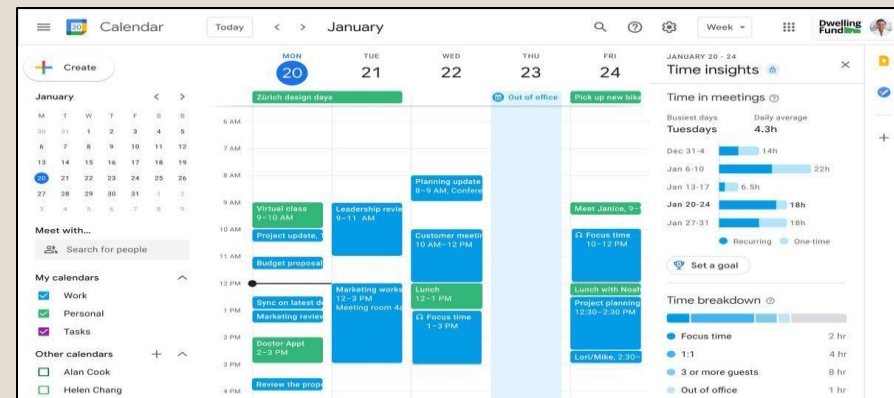 20 Calendar
Today < > January
Week
Dwelling
Fund
Create
January < >
M T W T F S S
30 31 1 2 3 4 5
6 7 8 9 10 11 12
13 14 15 16 17 18 19
20 21 22 23 24 25 26
27 28 29 30 31 1 2
3 4 5 6 7 8 9
Meet with...
Search for people
My calendars
Work
Personal
Tasks
Other calendars
Alan Cook
Helen Chang
MON TUE WED THU FRI
20 21 22 23 24
Zürich design days
Out of office
Pick up new bike
6 AM
7 AM
8 AM
9 AM
10 AM
11 AM
12 PM
1 PM
2 PM
3 PM
4 PM
Virtual class
9–10 AM
Project update,
Budget proposal
Sync on latest de
Marketing review
Doctor Appt
2–3 PM
Review the propo
Leadership revie
9–11 AM
Marketing works
12–3 PM
Meeting room 4a
Planning update
8–9 AM, Confere
Customer meetin
10 AM–12 PM
Lunch
12–1 PM
Focus time
1–3 PM
Meet Janice, 9–
Focus time
10–12 PM
Lunch with Noah
Project planning
12:30–2:30 PM
Lori/Mike, 2:30–
JANUARY 20 - 24
Time insights
Time in meetings
Busiest days Daily average
Tuesdays 4.3h
Dec 31-4 14h
Jan 6-10 22h
Jan 13-17 6.5h
Jan 20-24 18h
Jan 27-31 18h
Recurring One-time
Set a goal
Time breakdown
Focus time 2 hr
1:1 4 hr
3 or more guests 8 hr
Out of office 1 hr